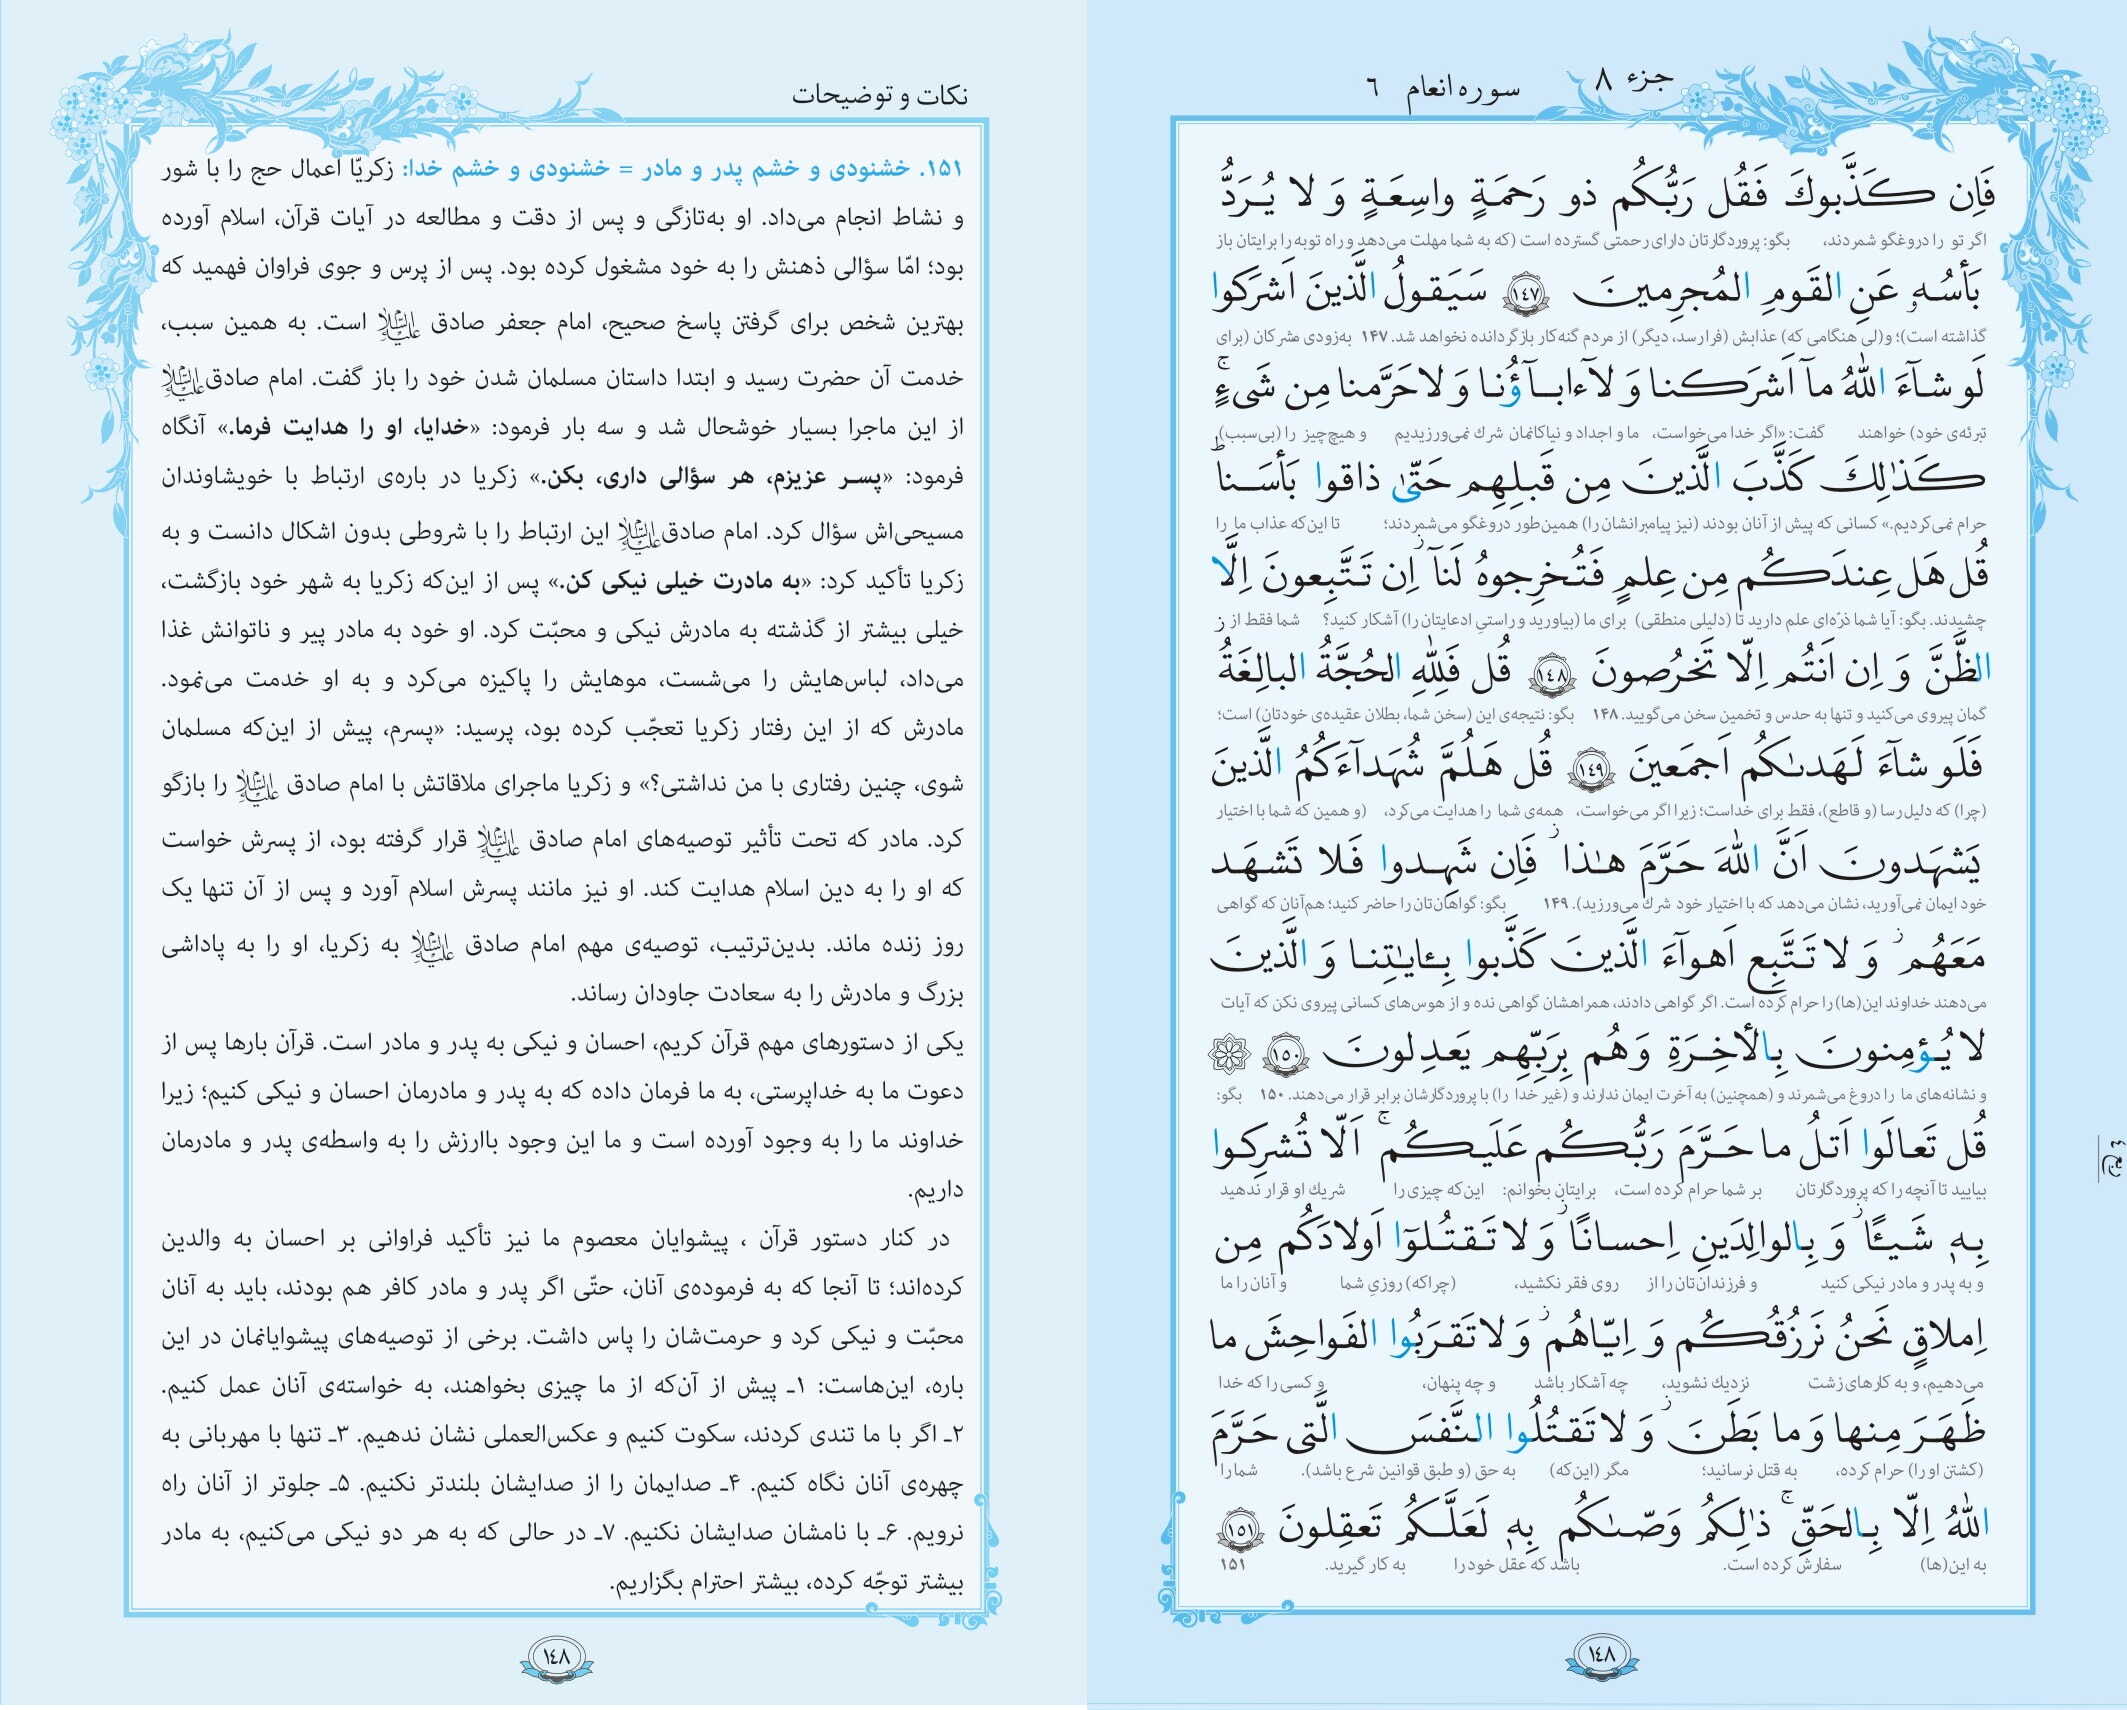 جزء ۸
سوره انعام ٦
فَاِن كَذَّبوكَ فَقُل رَبُّكُم ذو رَحمَةٍ واسِعَةٍ وَ لا يُرَدُّ
اگر تو را دروغگو شمردند، بگو: پروردگارتان دارای رحمتی گسترده است (که به شما مهلت می‌دهد و راه توبه را برایتان باز
بَأسُهٗ عَنِ القَومِ المُجرِمينَ ١٤٧ سَيَقولُ الَّذينَ اَشرَكوا
گذاشته است)؛ و(لی هنگامی که) عذابش (فرا رسد، دیگر) از مردم گنه‌کار بازگردانده نخواهد شد. ۱۴۷ به‌زودی مشرکان (برای
لَو شآءَ اللّٰهُ مآ اَشرَكنا وَ لآ ءابآؤُنا وَ لا حَرَّمنا مِن شَىءٍۚ
تبرئه‌ی خود) خواهند گفت: «اگر خدا می‌خواست، ما و اجداد و نیاکانمان شرك نمی‌ورزیدیم و هیچ‌چیز را (بی‌سبب)
كَذٰلِكَ كَذَّبَ الَّذينَ مِن قَبلِهِم حَتّىٰ ذاقوا بَأسَناؕ
حرام نمی‌کردیم.» کسانی که پیش از آنان بودند (نیز پیامبرانشان را) همین‌طور دروغگو می‌شمردند؛ تا این‌که عذاب ما را
قُل هَل عِندَكُم مِن عِلمٍ فَتُخرِجوهُ لَنآ اِن تَتَّبِعونَ اِلَّا
چشیدند. بگو: آیا شما ذرّه‌ای علم دارید تا (دلیلی منطقی) برای ما (بیاورید و راستیِ ادعایتان را) آشکار کنید؟ شما فقط از
الظَّنَّ وَ اِن اَنتُم اِلّا تَخرُصونَ ١٤٨ قُل فَلِلّٰهِ الحُجَّةُ البالِغَةُ
گمان پیروی می‌کنید و تنها به حدس و تخمین سخن می‌گویید. ۱۴۸ بگو: نتیجه‌ی این (سخن شما، بطلان عقیده‌ی خودتان) است؛
فَلَو شآءَ لَهَدىٰكُم اَجمَعينَ ١٤٩ قُل هَلُمَّ شُهَدآءَكُمُ الَّذينَ
(چرا) که دلیل رسا (و قاطع)، فقط برای خداست؛ زیرا اگر می‌خواست، همه‌ی شما را هدایت می‌کرد، (و همین که شما با اختیار
يَشهَدونَ اَنَّ اللّٰهَ حَرَّمَ هٰذا فَاِن شَهِدوا فَلا تَشهَد
خود ایمان نمی‌آورید، نشان می‌دهد که با اختیار خود شرك می‌ورزید). ۱۴۹ بگو: گواهان‌تان را حاضر کنید؛ هم‌آنان که گواهی
مَعَهُم وَ لا تَتَّبِع اَهوآءَ الَّذينَ كَذَّبوا بِـٔايٰتِنا وَ الَّذينَ
می‌دهند خداوند این(ها) را حرام کرده است. اگر گواهی دادند، همراهشان گواهی نده و از هوس‌های کسانی پیروی نکن که آیات
لا يُؤمِنونَ بِالأخِرَةِ وَ هُم بِرَبِّهِم يَعدِلونَ ١٥٠
و نشانه‌های ما را دروغ می‌شمرند و (همچنین) به آخرت ایمان ندارند و (غیر خدا را) با پروردگارشان برابر قرار می‌دهند. ۱۵۰ بگو:
قُل تَعالَوا اَتلُ ما حَرَّمَ رَبُّكُم عَلَيكُمۚ اَلّا تُشرِكوا
بیایید تا آنچه را که پروردگارتان بر شما حرام کرده است، برایتان بخوانم: این‌که چیزی را شریك او قرار ندهید
بِهٖ شَيـًٔا وَ بِالوالِدَينِ اِحسانًا وَ لا تَقتُلوٓا اَولادَكُم مِن
و به پدر و مادر نیکی کنید و فرزندان‌تان را از روی فقر نکشید، (چراکه) روزیِ شما و آنان را ما
اِملاقٍ نَحنُ نَرزُقُكُم وَ اِيّاهُم وَ لا تَقرَبُوا الفَواحِشَ ما
می‌دهیم، و به کارهای زشت نزدیك نشوید، چه آشکار باشد و چه پنهان، و کسی را که خدا
ظَهَرَ مِنها وَ ما بَطَنَ وَ لا تَقتُلُوا النَّفسَ الَّتى حَرَّمَ
(کشتن او را) حرام کرده، به قتل نرسانید؛ مگر (این‌که) به حق (و طبق قوانین شرع باشد). شما را
اللّٰهُ اِلّا بِالحَقِّۚ ذٰلِكُم وَصّىٰكُم بِهٖ لَعَلَّكُم تَعقِلونَ ١٥١
به این(ها) سفارش کرده است. باشد که عقل خود را به کار گیرید. ۱۵۱
ربع ٤
١٤٨
نکات و توضیحات
۱۵۱. خشنودی و خشم پدر و مادر = خشنودی و خشم خدا: زکریّا اعمال حج را با شور
و نشاط انجام می‌داد. او به‌تازگی و پس از دقت و مطالعه در آیات قرآن، اسلام آورده
بود؛ امّا سؤالی ذهنش را به خود مشغول کرده بود. پس از پرس و جوی فراوان فهمید که
بهترین شخص برای گرفتن پاسخ صحیح، امام جعفر صادق علیه‌السلام است. به همین سبب،
خدمت آن حضرت رسید و ابتدا داستان مسلمان شدن خود را باز گفت. امام صادق علیه‌السلام
از این ماجرا بسیار خوشحال شد و سه بار فرمود: «خدایا، او را هدایت فرما.» آنگاه
فرمود: «پسر عزیزم، هر سؤالی داری، بکن.» زکریا در باره‌ی ارتباط با خویشاوندان
مسیحی‌اش سؤال کرد. امام صادق علیه‌السلام این ارتباط را با شروطی بدون اشکال دانست و به
زکریا تأکید کرد: «به مادرت خیلی نیکی کن.» پس از این‌که زکریا به شهر خود بازگشت،
خیلی بیشتر از گذشته به مادرش نیکی و محبّت کرد. او خود به مادر پیر و ناتوانش غذا
می‌داد، لباس‌هایش را می‌شست، موهایش را پاکیزه می‌کرد و به او خدمت می‌نمود.
مادرش که از این رفتار زکریا تعجّب کرده بود، پرسید: «پسرم، پیش از این‌که مسلمان
شوی، چنین رفتاری با من نداشتی؟» و زکریا ماجرای ملاقاتش با امام صادق علیه‌السلام را بازگو
کرد. مادر که تحت تأثیر توصیه‌های امام صادق علیه‌السلام قرار گرفته بود، از پسرش خواست
که او را به دین اسلام هدایت کند. او نیز مانند پسرش اسلام آورد و پس از آن تنها یک
روز زنده ماند. بدین‌ترتیب، توصیه‌ی مهم امام صادق علیه‌السلام به زکریا، او را به پاداشی
بزرگ و مادرش را به سعادت جاودان رساند.
یکی از دستورهای مهم قرآن کریم، احسان و نیکی به پدر و مادر است. قرآن بارها پس از
دعوت ما به خداپرستی، به ما فرمان داده که به پدر و مادرمان احسان و نیکی کنیم؛ زیرا
خداوند ما را به وجود آورده است و ما این وجود باارزش را به واسطه‌ی پدر و مادرمان
داریم.
در کنار دستور قرآن ، پیشوایان معصوم ما نیز تأکید فراوانی بر احسان به والدین
کرده‌اند؛ تا آنجا که به فرموده‌ی آنان، حتّی اگر پدر و مادر کافر هم بودند، باید به آنان
محبّت و نیکی کرد و حرمت‌شان را پاس داشت. برخی از توصیه‌های پیشوایانمان در این
باره، این‌هاست: ۱ـ پیش از آن‌که از ما چیزی بخواهند، به خواسته‌ی آنان عمل کنیم.
۲ـ اگر با ما تندی کردند، سکوت کنیم و عکس‌العملی نشان ندهیم. ۳ـ تنها با مهربانی به
چهره‌ی آنان نگاه کنیم. ۴ـ صدایمان را از صدایشان بلندتر نکنیم. ۵ـ جلوتر از آنان راه
نرویم. ۶ـ با نامشان صدایشان نکنیم. ۷ـ در حالی که به هر دو نیکی می‌کنیم، به مادر
بیشتر توجّه کرده، بیشتر احترام بگزاریم.
١٤٨